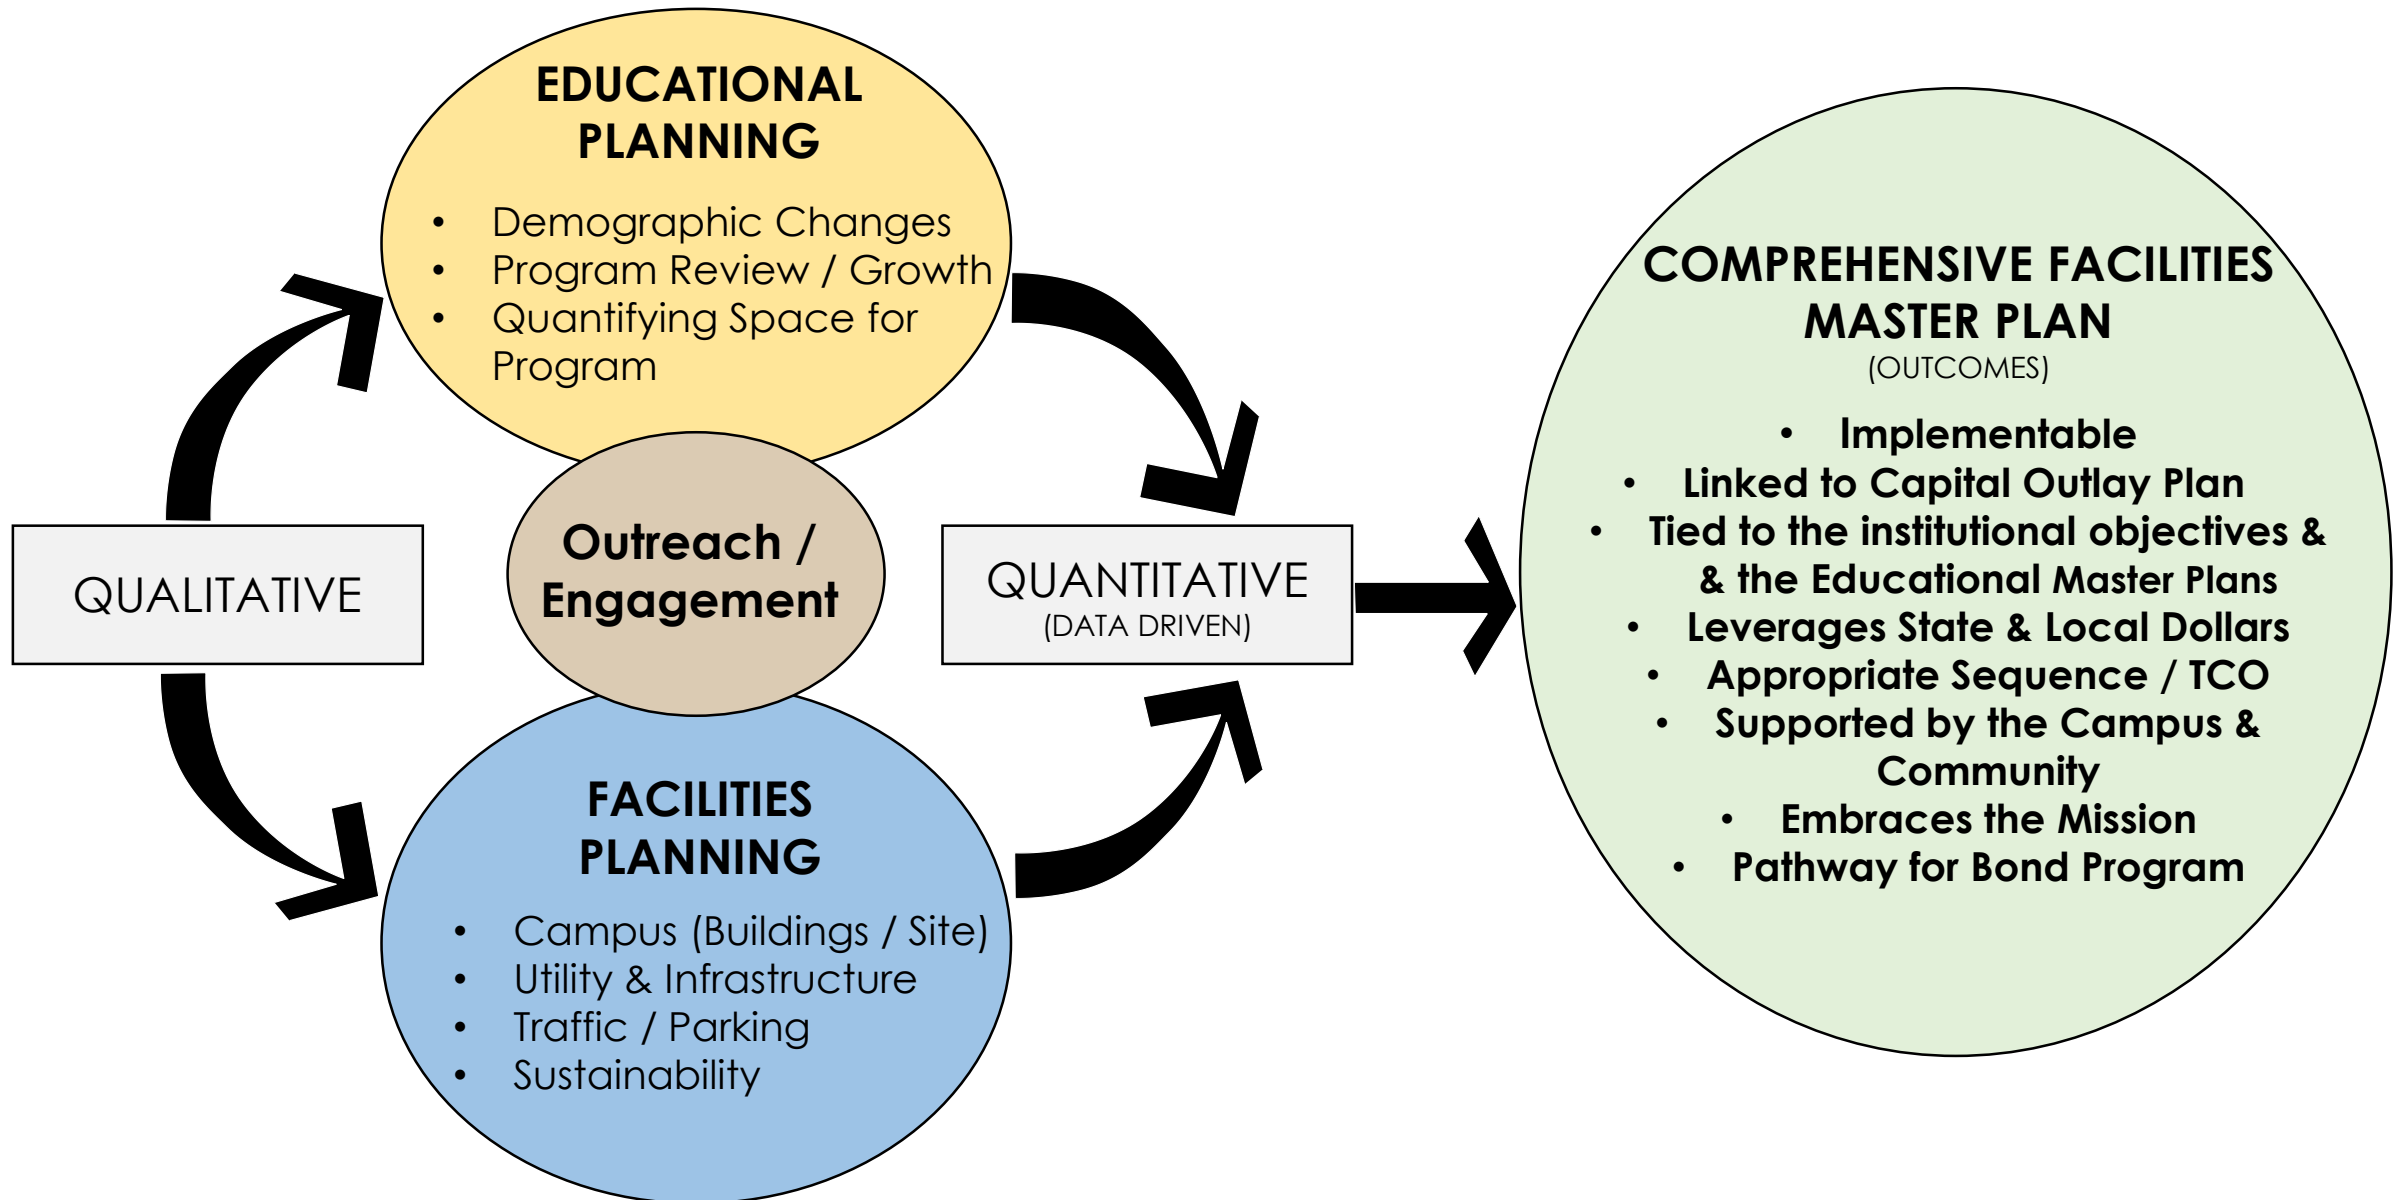 EDUCATIONAL
PLANNING
• Demographic Changes
• Program Review / Growth
• Quantifying Space for
Program
QUALITATIVE
Outreach /
Engagement
FACILITIES
PLANNING
• Campus (Buildings / Site)
• Utility & Infrastructure
• Traffic / Parking
• Sustainability
QUANTITATIVE
(DATA DRIVEN)
COMPREHENSIVE FACILITIES
MASTER PLAN
(OUTCOMES)
• Implementable
• Linked to Capital Outlay Plan
• Tied to the institutional objectives &
& the Educational Master Plans
• Leverages State & Local Dollars
• Appropriate Sequence / TCO
• Supported by the Campus &
Community
• Embraces the Mission
• Pathway for Bond Program